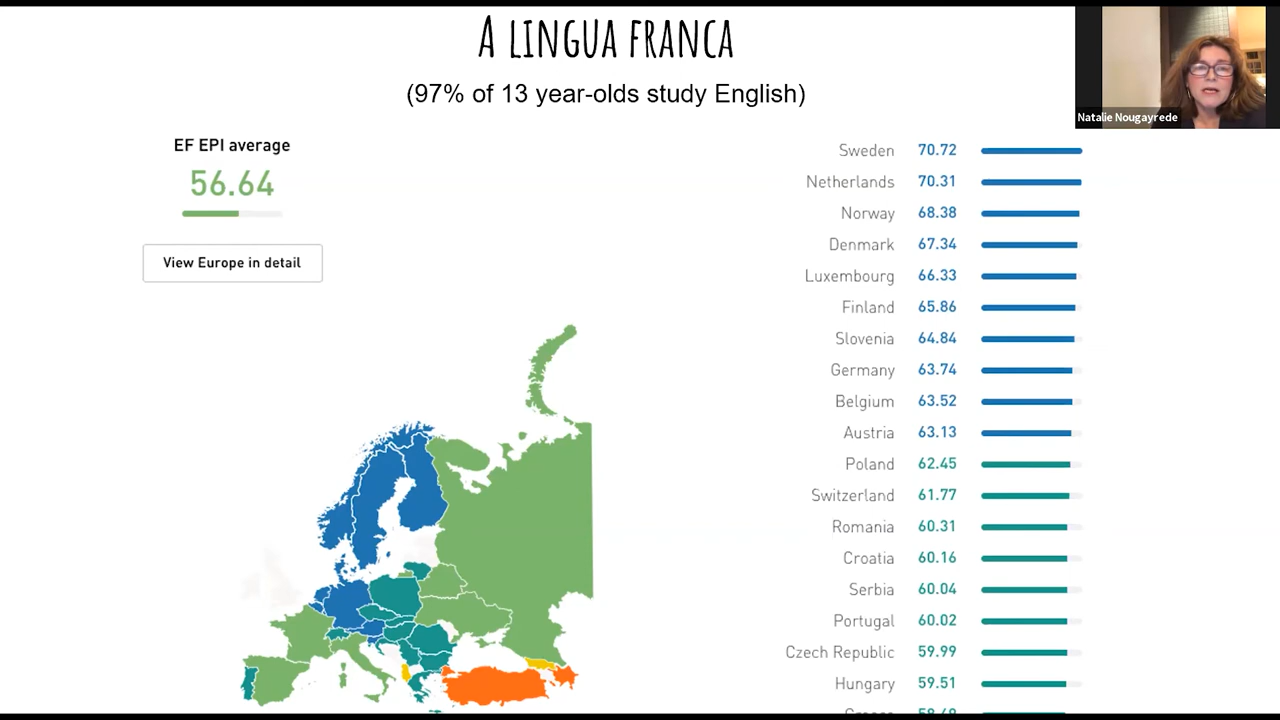 A LINGUA FRANCA
(97% of 13 year-olds study English)
Natalie Nougayrede
EF EPI average
56.64
View Europe in detail
Sweden 70.72
Netherlands 70.31
Norway 68.38
Denmark 67.34
Luxembourg 66.33
Finland 65.86
Slovenia 64.84
Germany 63.74
Belgium 63.52
Austria 63.13
Poland 62.45
Switzerland 61.77
Romania 60.31
Croatia 60.16
Serbia 60.04
Portugal 60.02
Czech Republic 59.99
Hungary 59.51